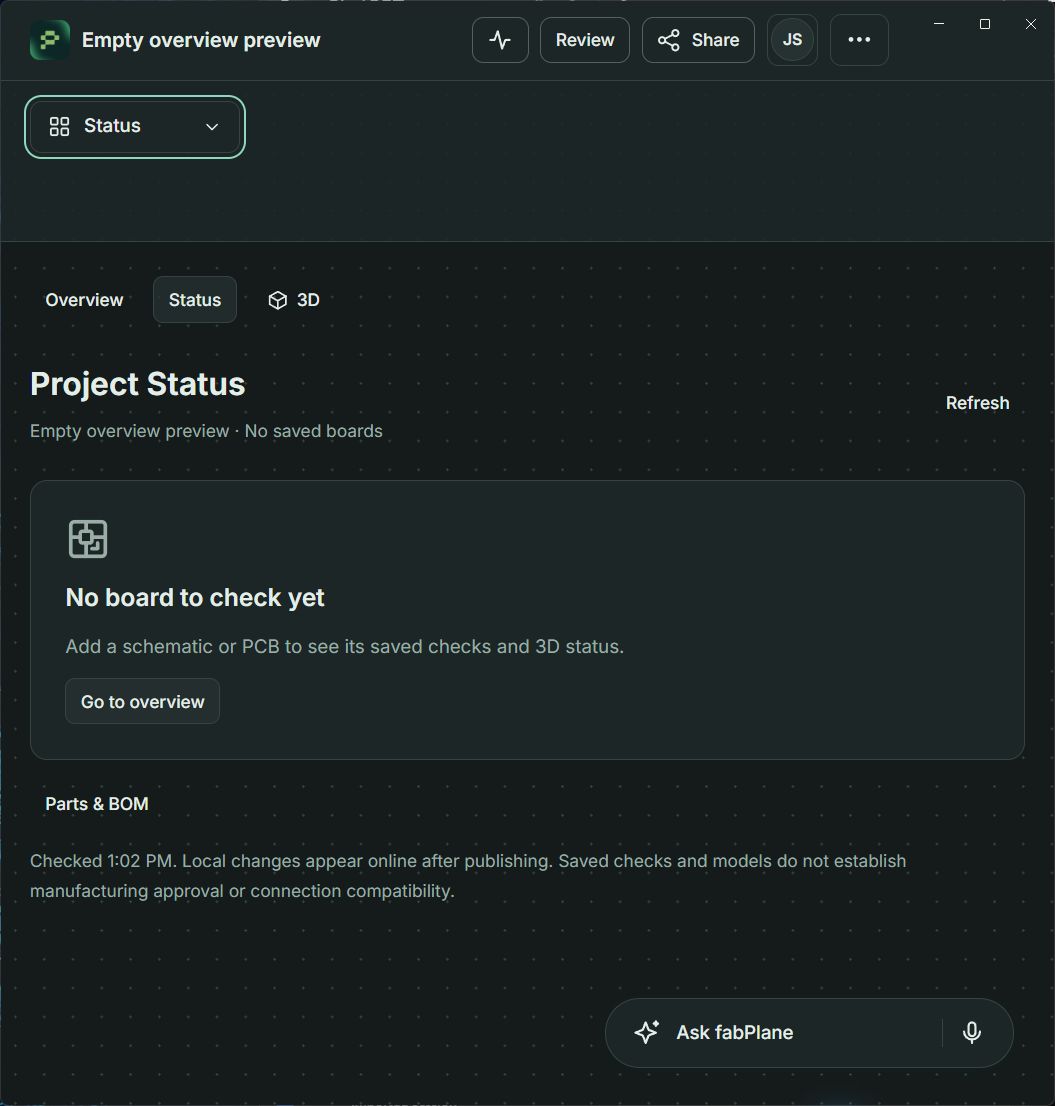 Empty overview preview
Review
Share
JS
Status
Overview
Status
3D
Project Status
Refresh
Empty overview preview · No saved boards
No board to check yet
Add a schematic or PCB to see its saved checks and 3D status.
Go to overview
Parts & BOM
Checked 1:02 PM. Local changes appear online after publishing. Saved checks and models do not establish
manufacturing approval or connection compatibility.
Ask fabPlane